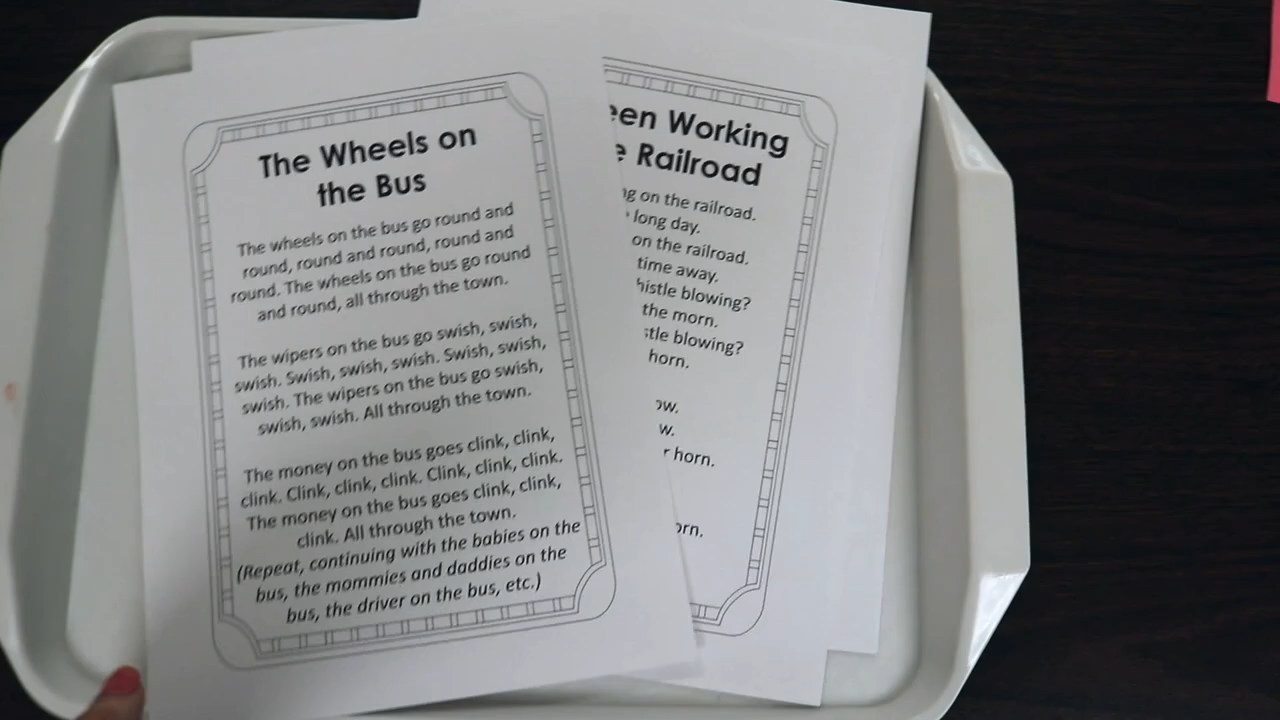 The Wheels on
the Bus
The wheels on the bus go round and
round, round and round, round and
round. The wheels on the bus go round
and round, all through the town.
The wipers on the bus go swish, swish,
swish. Swish, swish, swish. Swish, swish,
swish. The wipers on the bus go swish,
swish, swish. All through the town.
The money on the bus goes clink, clink,
clink. Clink, clink, clink. Clink, clink, clink.
The money on the bus goes clink, clink,
clink. All through the town.
(Repeat, continuing with the babies on the
bus, the mommies and daddies on the
bus, the driver on the bus, etc.)
een Working
Railroad
on the railroad.
long day.
on the railroad.
time away.
histle blowing?
the morn.
blowing?
horn.
ow.
w.
horn.
orn.